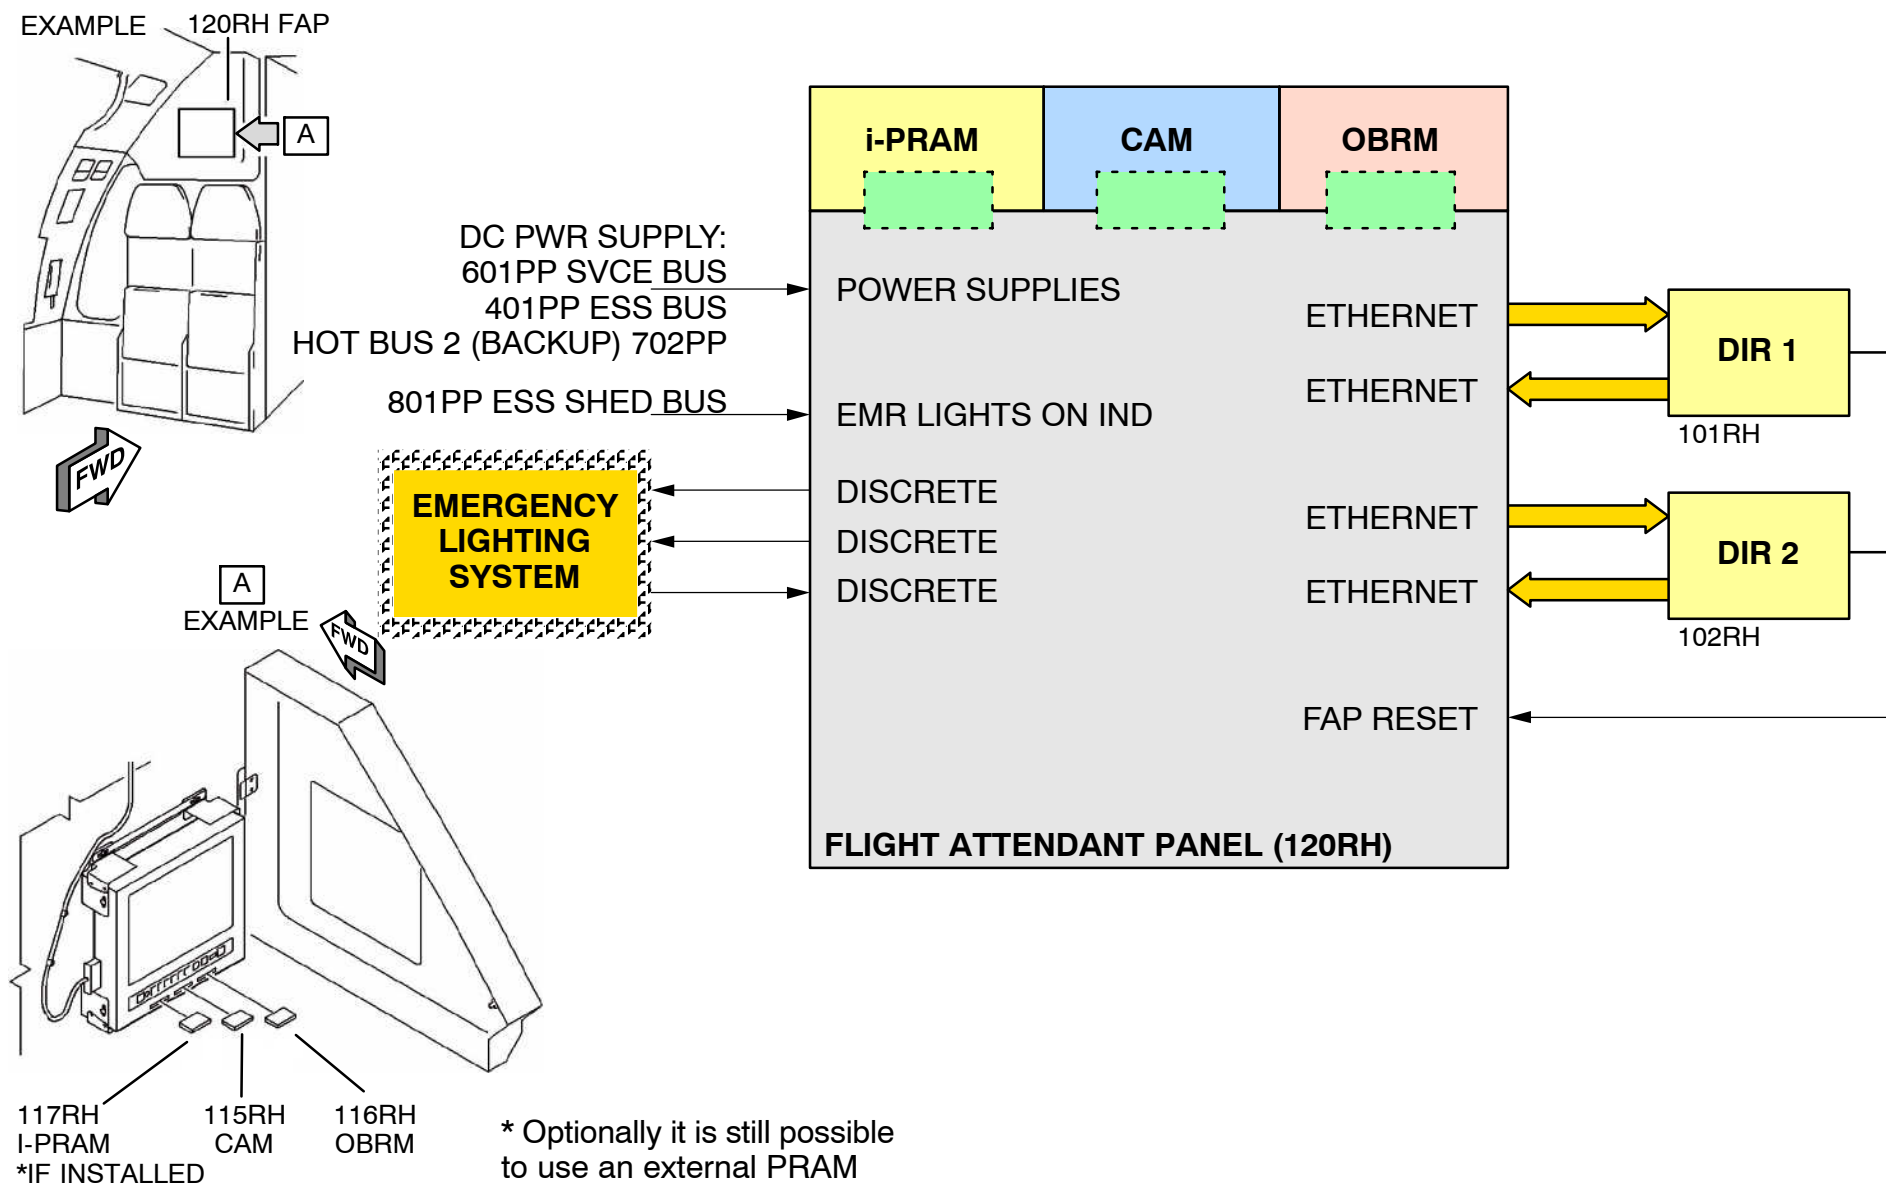 EXAMPLE
120RH FAP
A
FWD
i-PRAM
CAM
OBRM
DC PWR SUPPLY:
601PP SVCE BUS
401PP ESS BUS
HOT BUS 2 (BACKUP) 702PP
801PP ESS SHED BUS
POWER SUPPLIES
EMR LIGHTS ON IND
DISCRETE
DISCRETE
DISCRETE
EMERGENCY
LIGHTING
SYSTEM
ETHERNET
ETHERNET
ETHERNET
ETHERNET
FAP RESET
DIR 1
101RH
DIR 2
102RH
FLIGHT ATTENDANT PANEL (120RH)
A
EXAMPLE
FWD
117RH
I-PRAM
*IF INSTALLED
115RH
CAM
116RH
OBRM
* Optionally it is still possible
to use an external PRAM